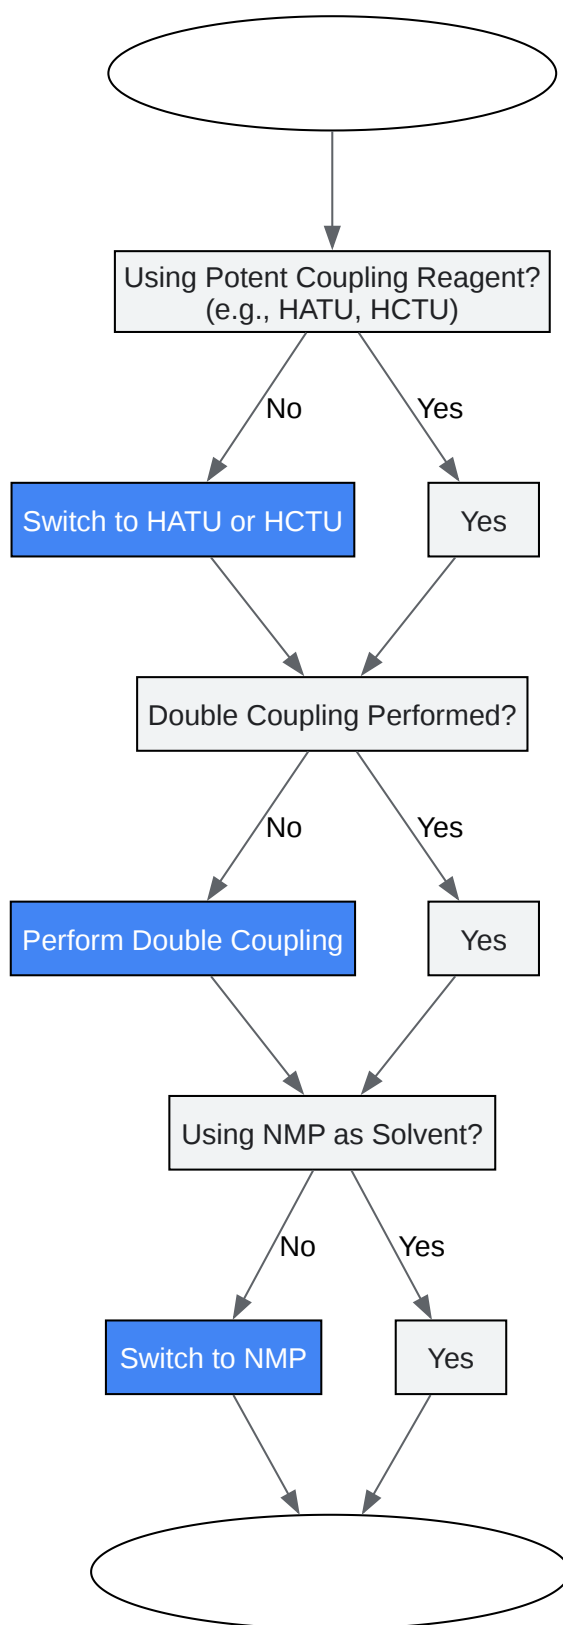 Using Potent Coupling Reagent?
(e.g., HATU, HCTU)
No
Yes
Switch to HATU or HCTU
Yes
Double Coupling Performed?
No
Yes
Perform Double Coupling
Yes
Using NMP as Solvent?
No
Yes
Switch to NMP
Yes